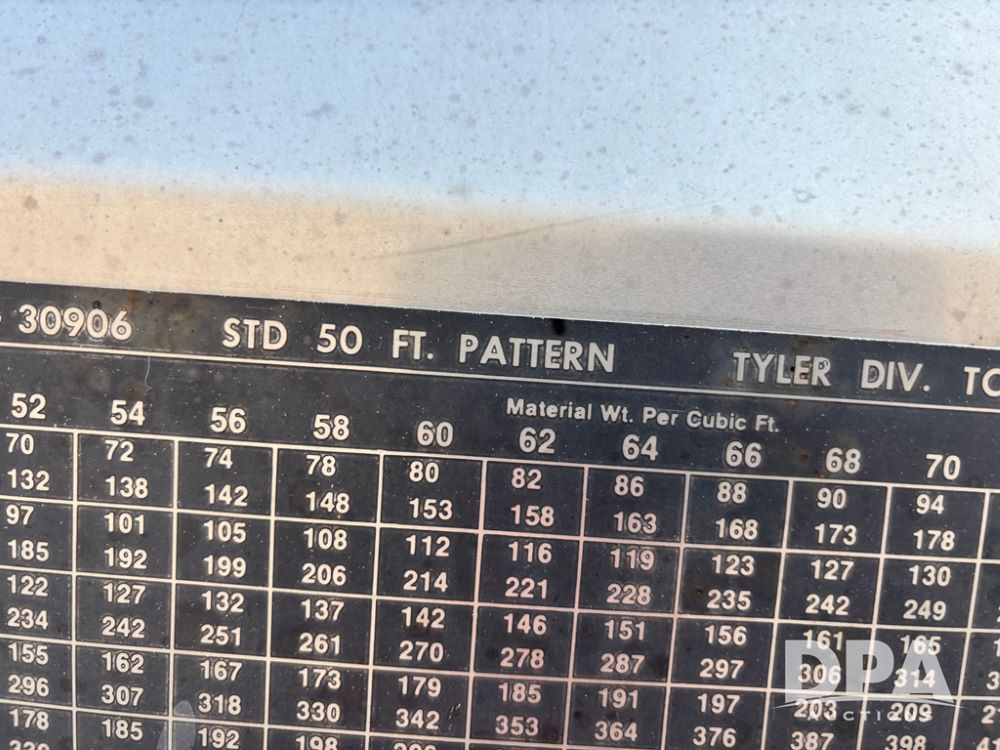 30906 STD 50 FT. PATTERN TYLER DIV. TO
Material Wt. Per Cubic Ft.
52 54 56 58 60 62 64 66 68 70
70 72 74 78 80 82 86 88 90 94
132 138 142 148 153 158 163 168 173 178
97 101 105 108 112 116 119 123 127 130
185 192 199 206 214 221 228 235 242 249
122 127 132 137 142 146 151 156 161 165
234 242 251 261 270 278 287 297 306 314
155 162 167 173 179 185 191 197 203 209
296 307 318 330 342 353 364 376 387 398
178 185 192 198
DPA
AUCTIONS